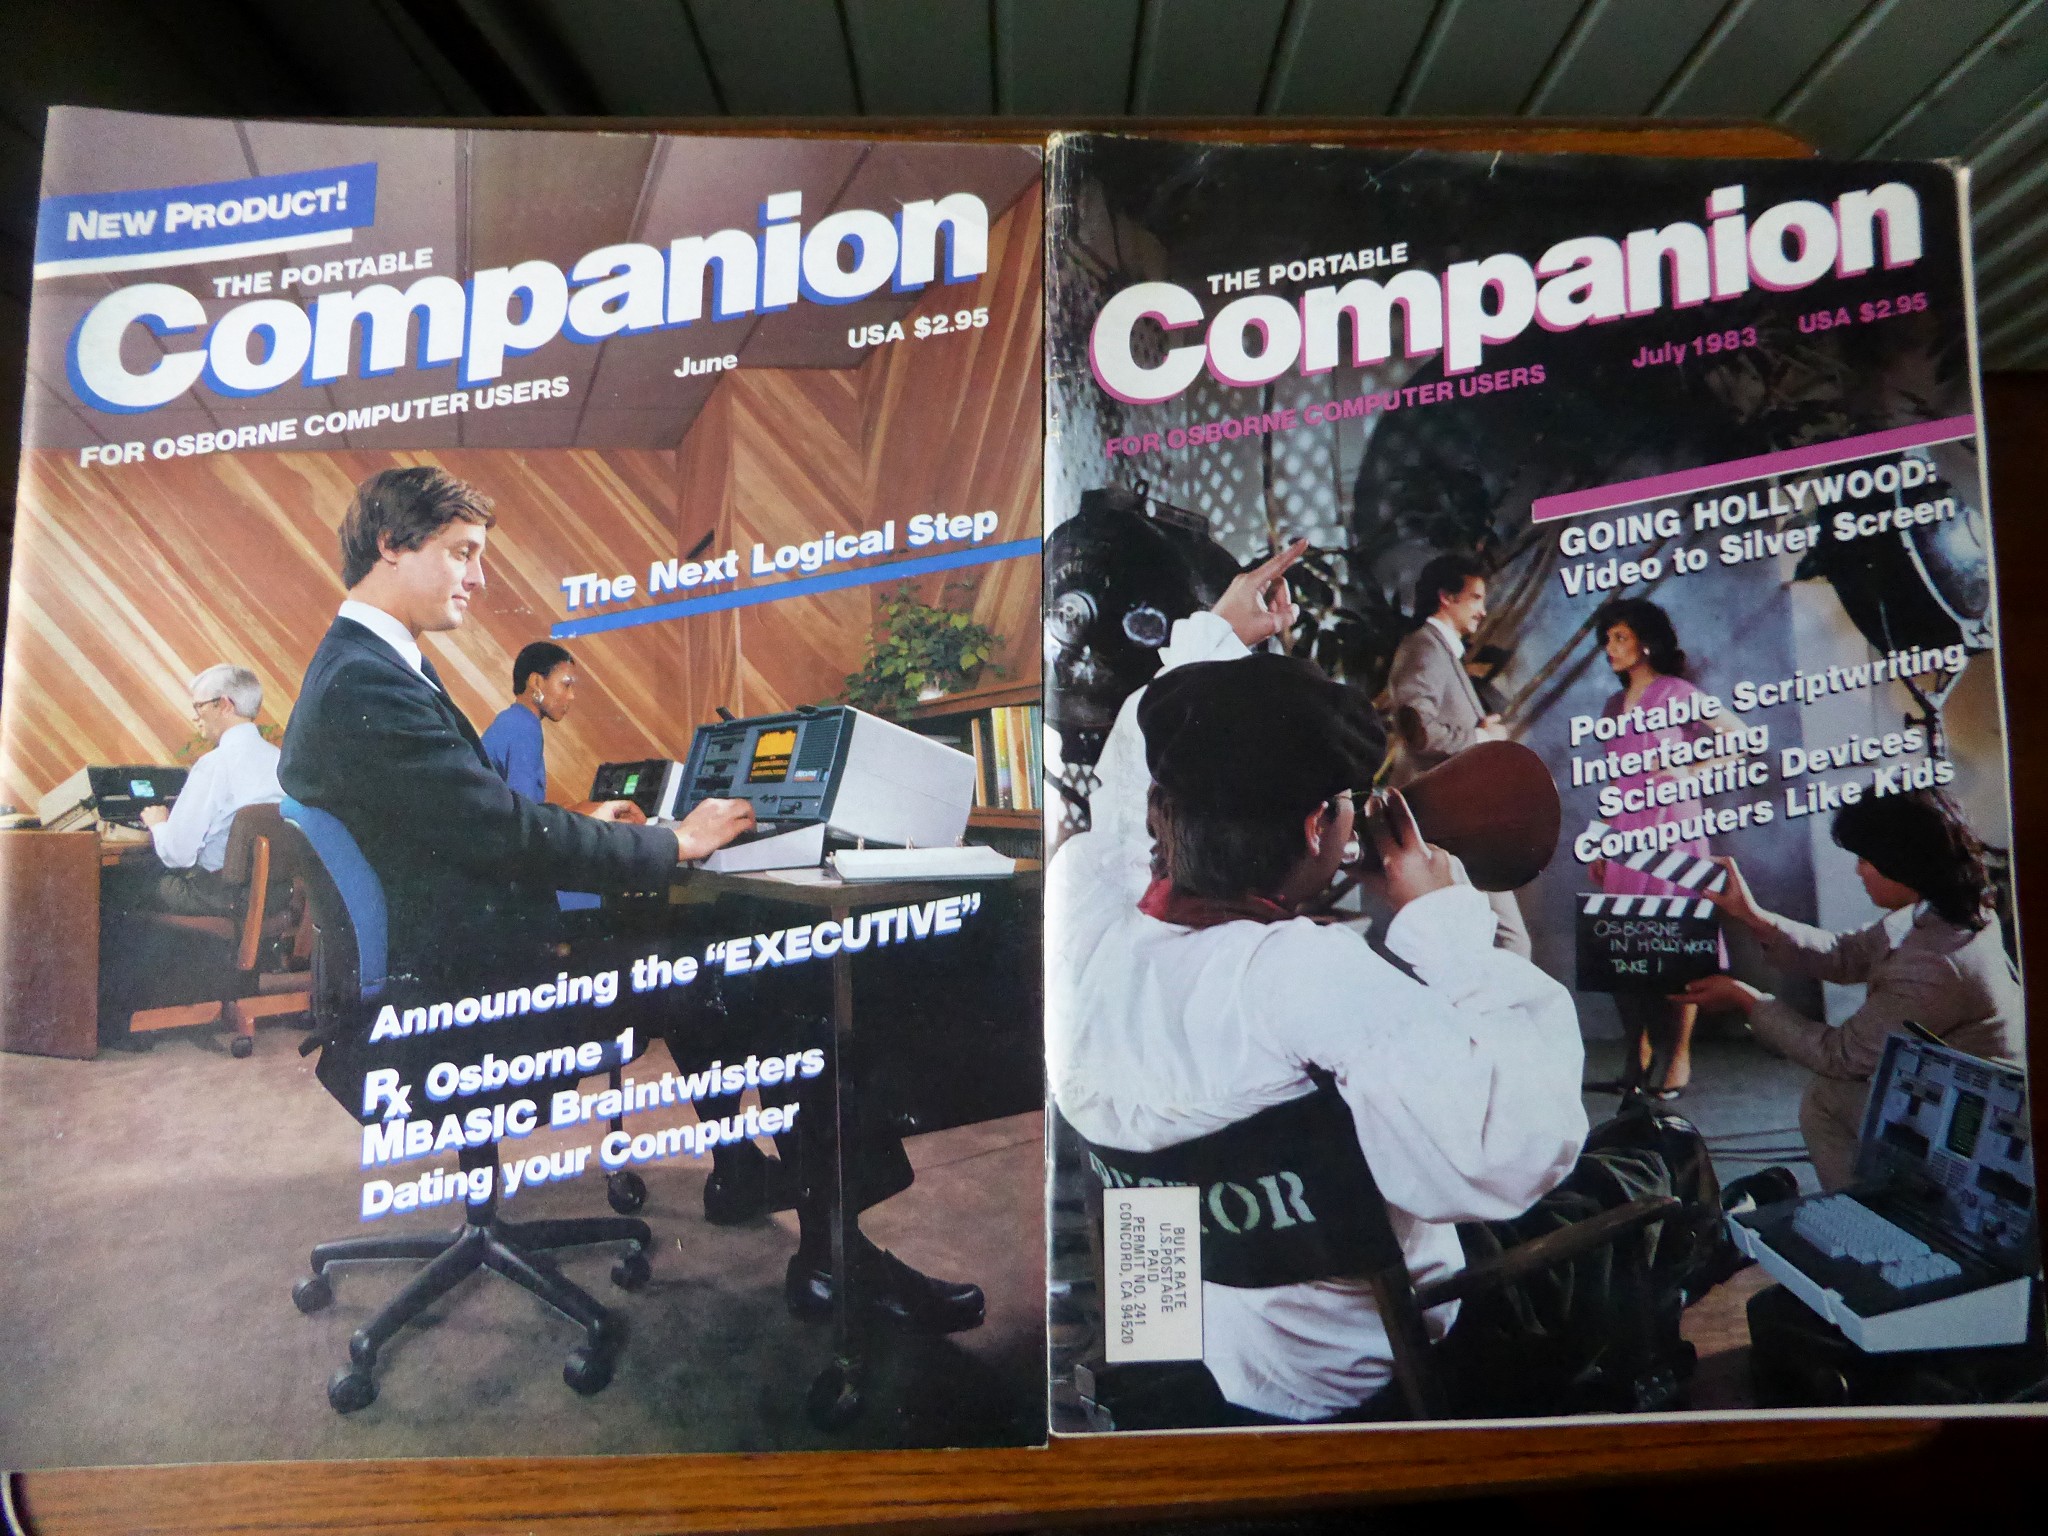 NEW PRODUCT!
THE PORTABLE
Companion
FOR OSBORNE COMPUTER USERS
June
USA $2.95
The Next Logical Step
Announcing the "EXECUTIVE"
Rx Osborne 1
MBASIC Braintwisters
Dating your Computer
THE PORTABLE
Companion
FOR OSBORNE COMPUTER USERS
July 1983
USA $2.95
GOING HOLLYWOOD:
Video to Silver Screen
Portable Scriptwriting
Interfacing
Scientific Devices
Computers Like Kids
OSBORNE
IN HOLLYWOOD
TAKE 1
BULK RATE
U.S.POSTAGE
PAID
PERMIT NO. 241
CONCORD, CA 94520